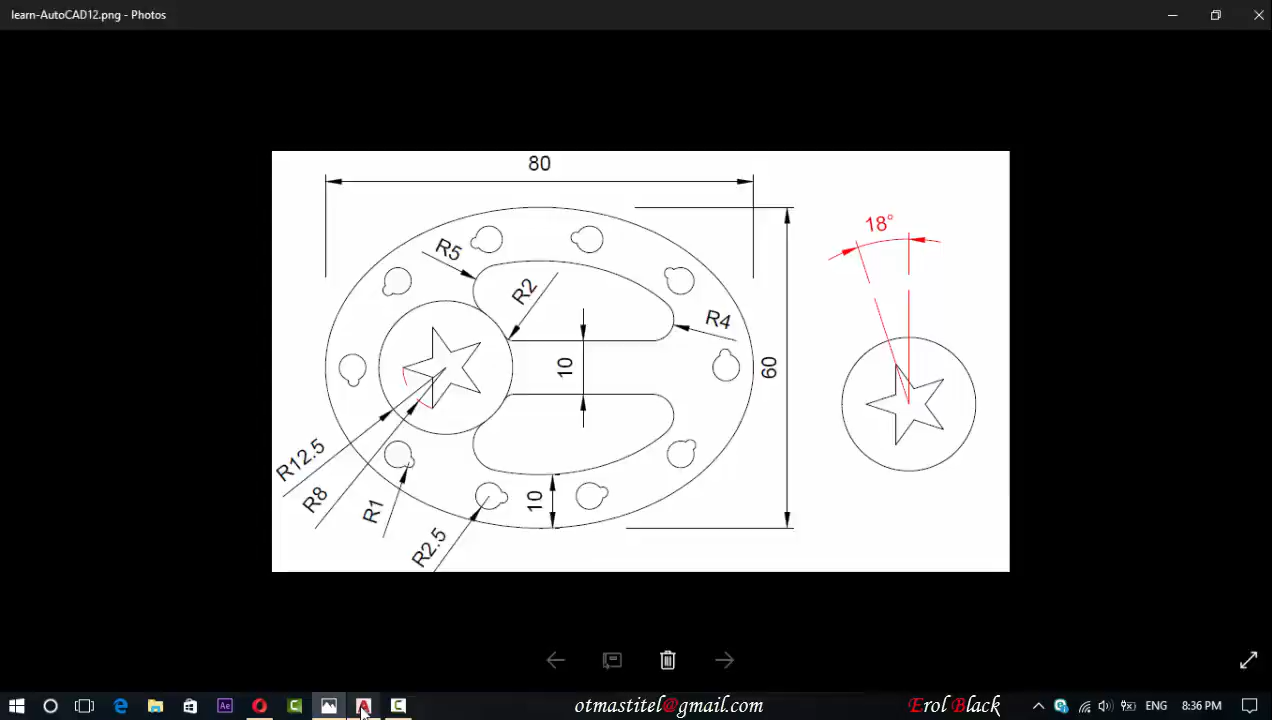 learn-AutoCAD12.png - Photos
80
18°
R5
R2
R4
10
60
R12.5
R8
R1
10
R2.5
otmastitel@gmail.com
Erol Black
ENG
8:36 PM
Ae